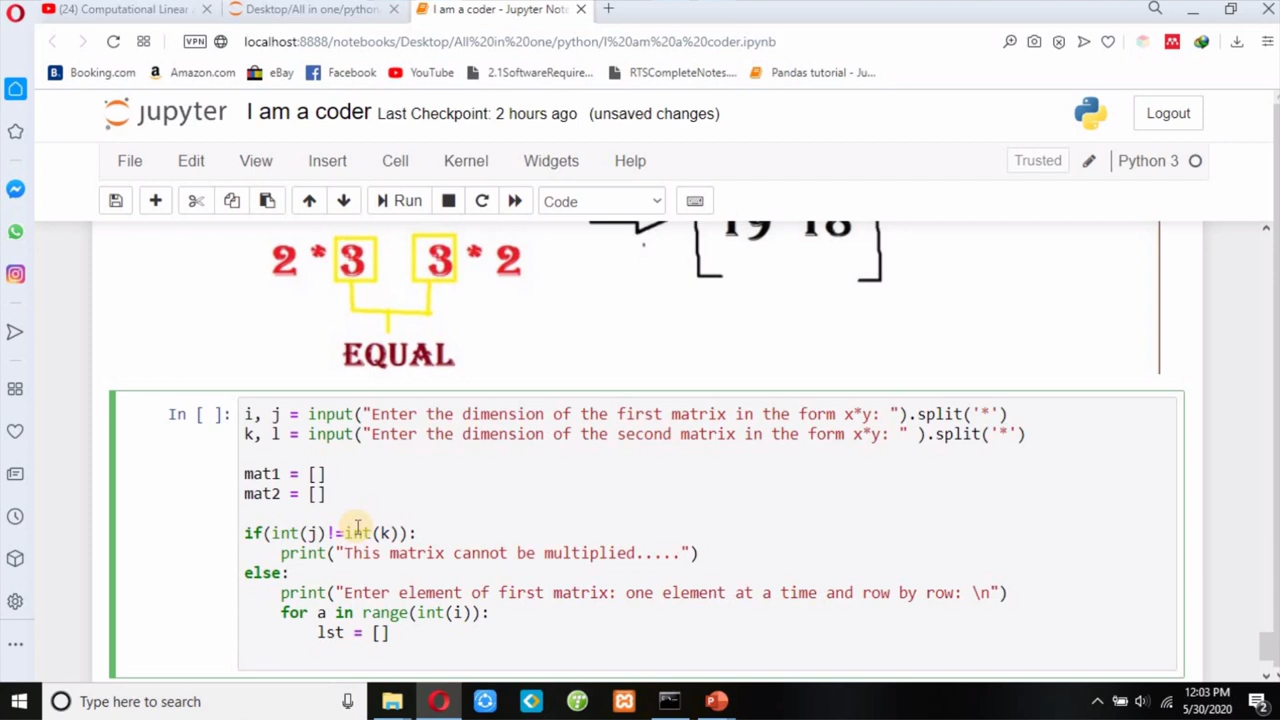 (24) Computational Linear
Desktop/All in one/python
I am a coder - Jupyter Not
VPN
localhost:8888/notebooks/Desktop/All%20in%20one/python/I%20am%20a%20coder.ipynb
Booking.com
Amazon.com
eBay
Facebook
YouTube
2.1SoftwareRequire...
RTSCompleteNotes....
Pandas tutorial - Ju...
jupyter I am a coder Last Checkpoint: 2 hours ago (unsaved changes)
Logout
File Edit View Insert Cell Kernel Widgets Help
Trusted
Python 3
Run
Code
19 18
2 * 3 3 * 2
EQUAL
In [ ]:
i, j = input("Enter the dimension of the first matrix in the form x*y: ").split('*')
k, l = input("Enter the dimension of the second matrix in the form x*y: " ).split('*')
mat1 = []
mat2 = []
if(int(j)!=int(k)):
print("This matrix cannot be multiplied.....")
else:
print("Enter element of first matrix: one element at a time and row by row: \n")
for a in range(int(i)):
lst = []
Type here to search
12:03 PM
5/30/2020
2